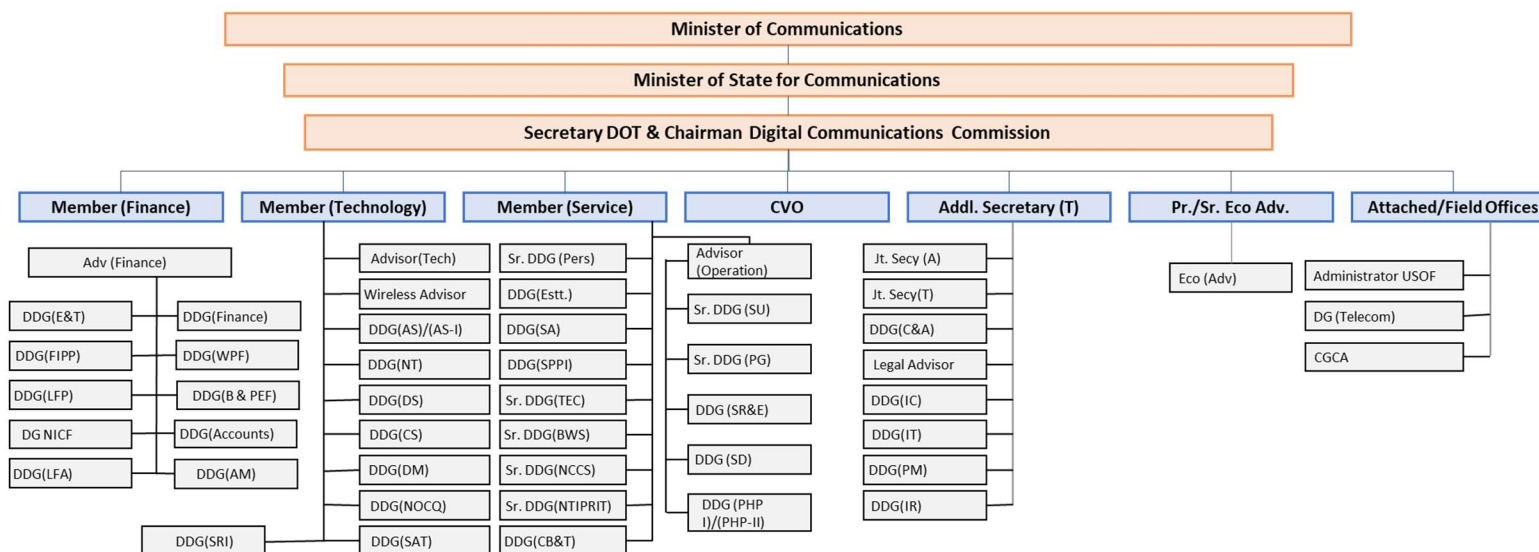 Minister of Communications
Minister of State for Communications
Secretary DOT & Chairman Digital Communications Commission
Member (Finance)
Member (Technology)
Member (Service)
CVO
Addl. Secretary (T)
Pr./Sr. Eco Adv.
Attached/Field Offices
Adv (Finance)
DDG(E&T)
DDG(Finance)
DDG(FIPP)
DDG(WPF)
DDG(LFP)
DDG(B & PEF)
DG NICF
DDG(Accounts)
DDG(LFA)
DDG(AM)
Advisor(Tech)
Wireless Advisor
DDG(AS)/(AS-I)
DDG(NT)
DDG(DS)
DDG(CS)
DDG(DM)
DDG(NOCQ)
DDG(SAT)
DDG(SRI)
Sr. DDG (Pers)
DDG(Estt.)
DDG(SA)
DDG(SPPI)
Sr. DDG(TEC)
Sr. DDG(BWS)
Sr. DDG(NCCS)
Sr. DDG(NTIPRIT)
DDG(CB&T)
Advisor
(Operation)
Sr. DDG (SU)
Sr. DDG (PG)
DDG (SR&E)
DDG (SD)
DDG (PHP
I)/(PHP-II)
Jt. Secy (A)
Jt. Secy(T)
DDG(C&A)
Legal Advisor
DDG(IC)
DDG(IT)
DDG(PM)
DDG(IR)
Eco (Adv)
Administrator USOF
DG (Telecom)
CGCA